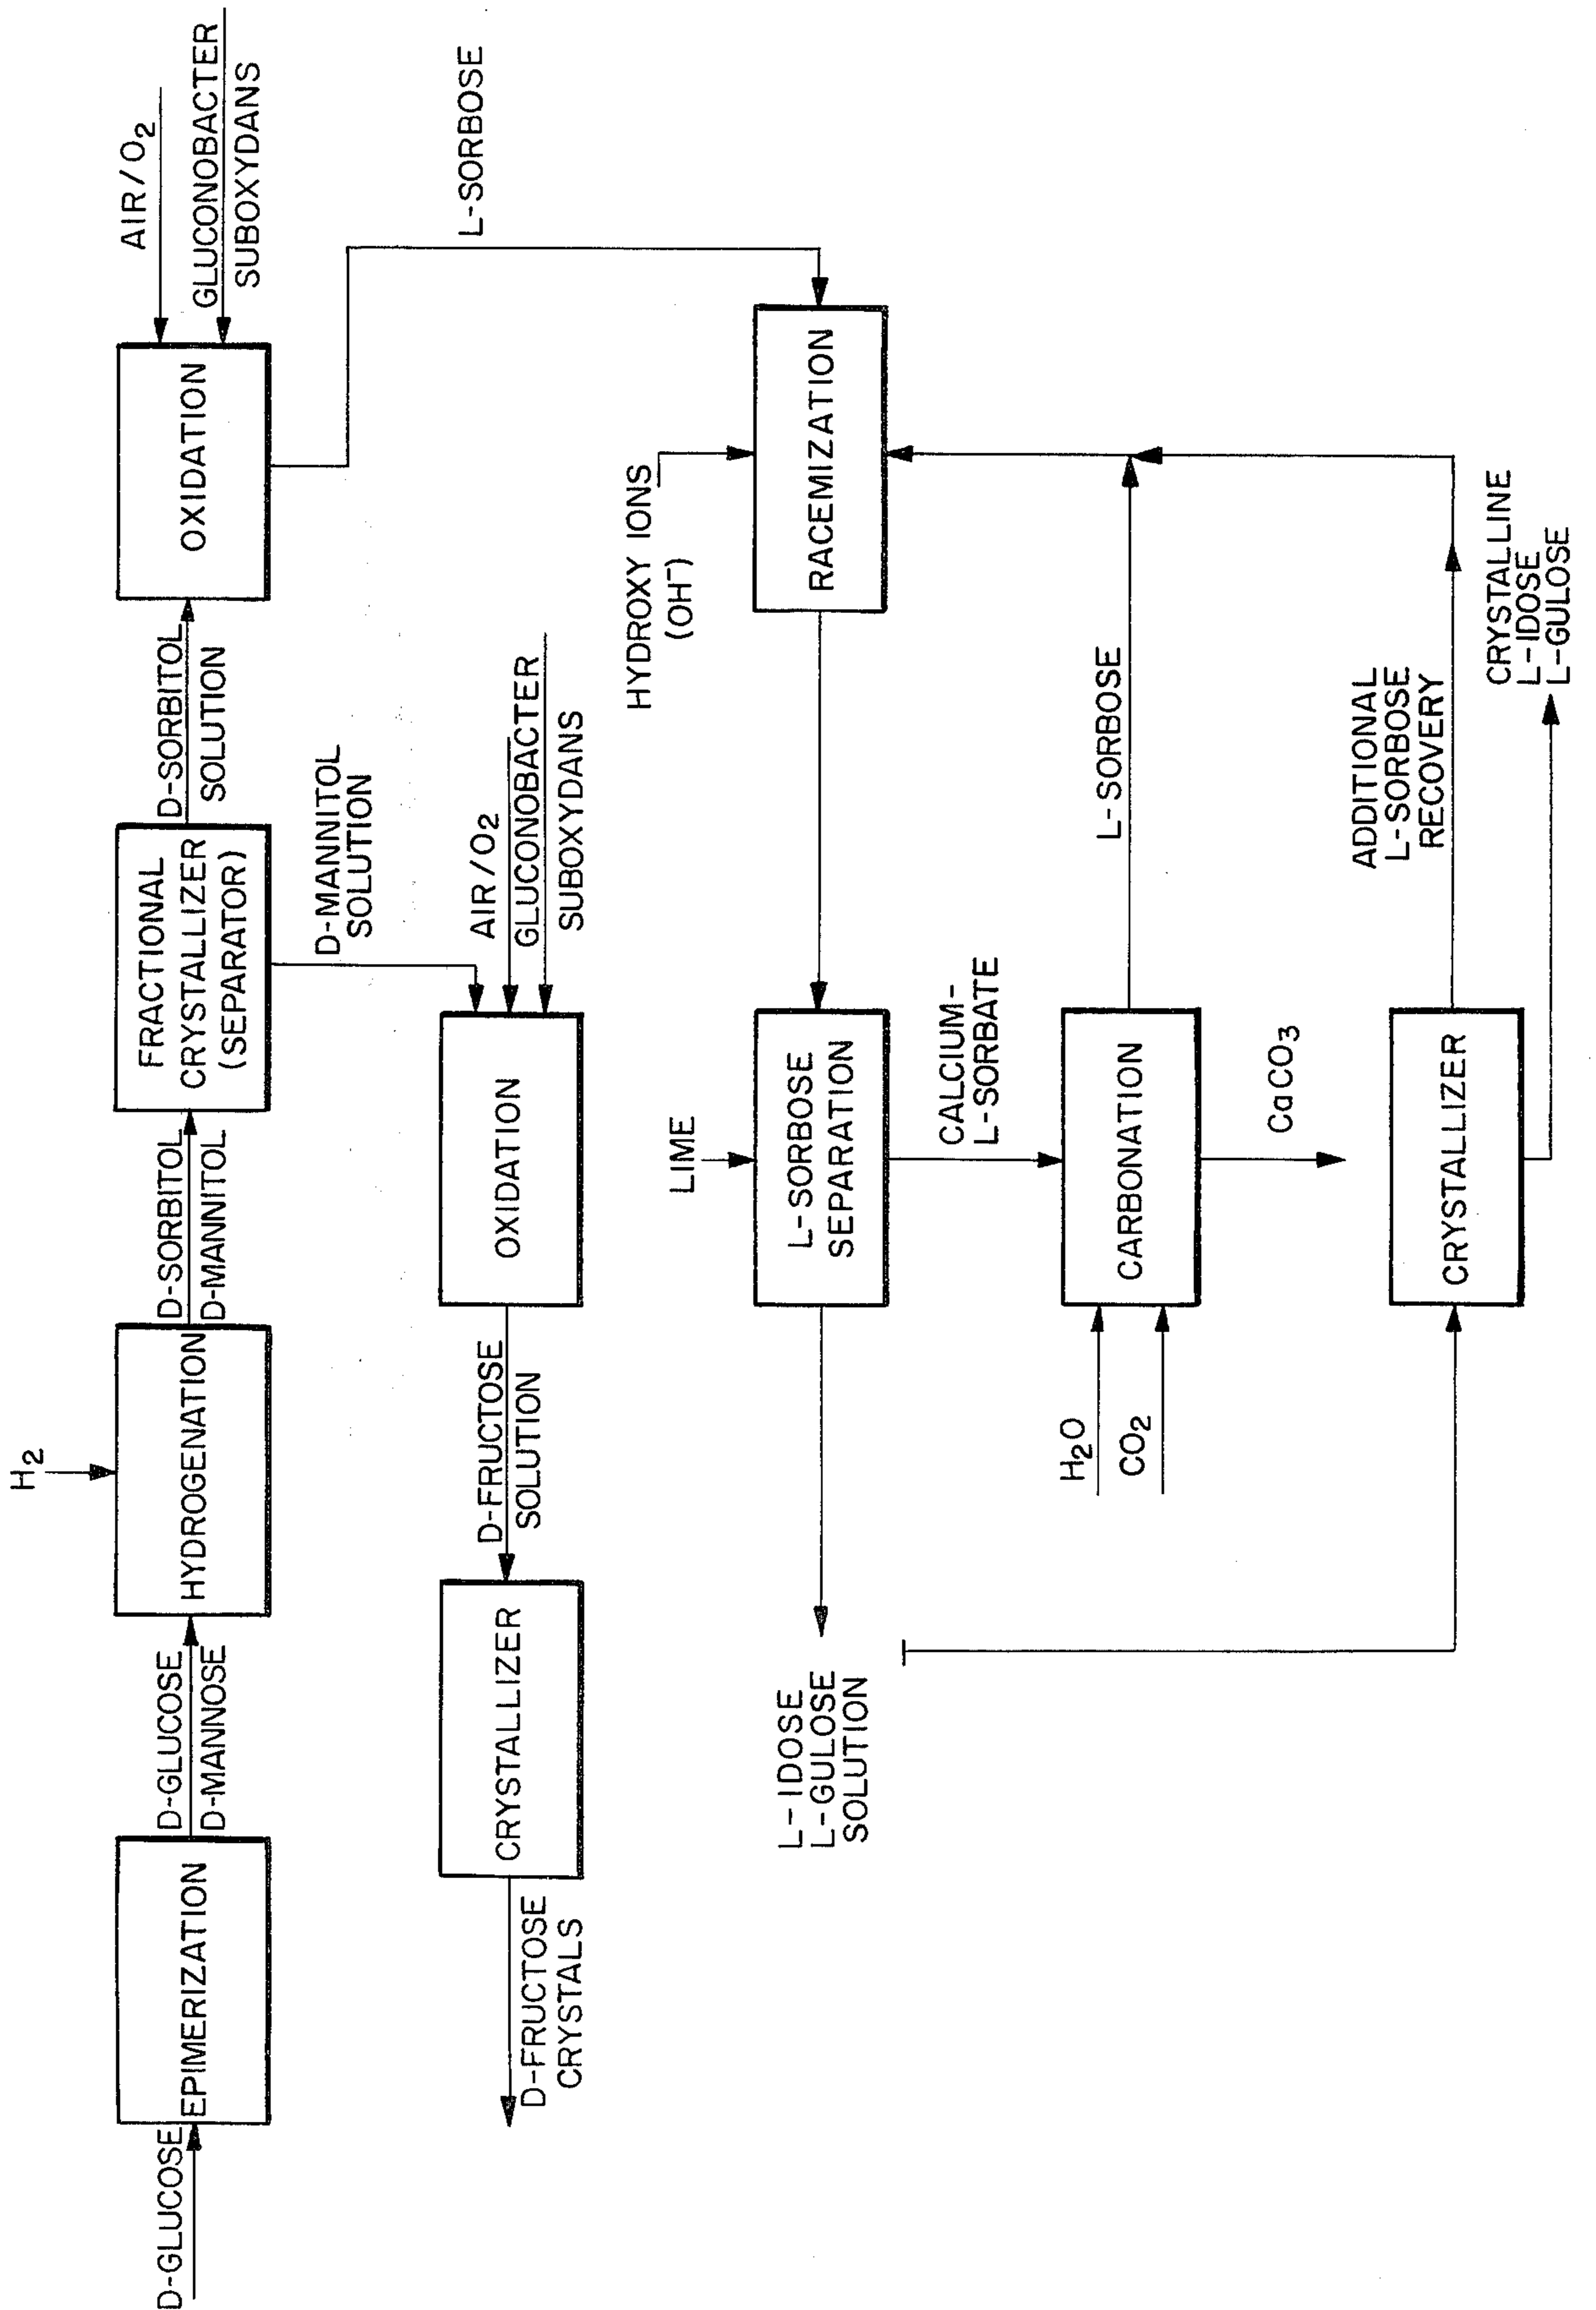 D-GLUCOSE
EPIMERIZATION
D-GLUCOSE
D-MANNOSE
H2
HYDROGENATION
D-SORBITOL
D-MANNITOL
FRACTIONAL
CRYSTALLIZER
(SEPARATOR)
D-SORBITOL
SOLUTION
OXIDATION
AIR/O2
GLUCONOBACTER
SUBOXYDANS
D-MANNITOL
SOLUTION
D-FRUCTOSE
CRYSTALS
CRYSTALLIZER
D-FRUCTOSE
SOLUTION
OXIDATION
AIR/O2
GLUCONOBACTER
SUBOXYDANS
L-SORBOSE
HYDROXY IONS
(OH-)
RACEMIZATION
LIME
L-SORBOSE
SEPARATION
L-IDOSE
L-GULOSE
SOLUTION
CALCIUM-
L-SORBATE
H2O
CO2
CARBONATION
L-SORBOSE
CaCO3
CRYSTALLIZER
ADDITIONAL
L-SORBOSE
RECOVERY
CRYSTALLINE
L-IDOSE
L-GULOSE